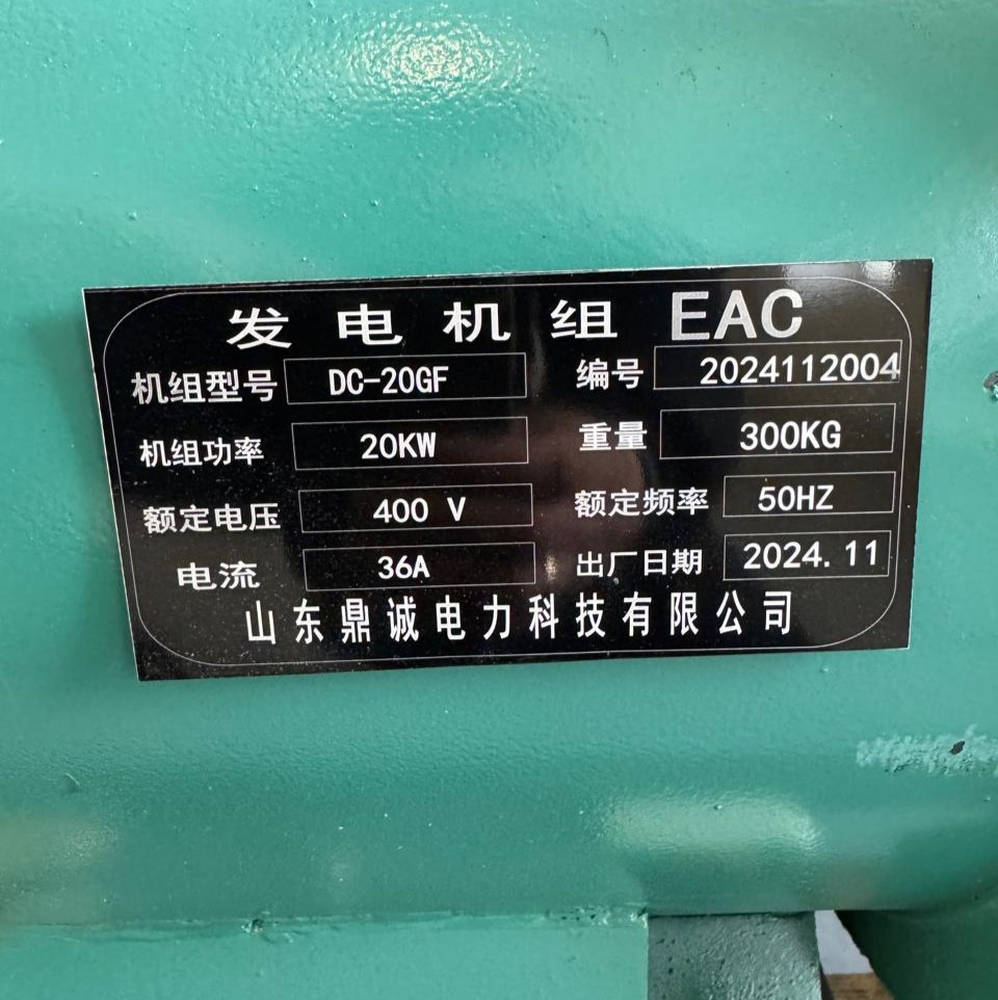 发电机组 EAC
机组型号 DC-20GF 编号 2024112004
机组功率 20KW 重量 300KG
额定电压 400 V 额定频率 50HZ
电流 36A 出厂日期 2024.11
山东鼎诚电力科技有限公司